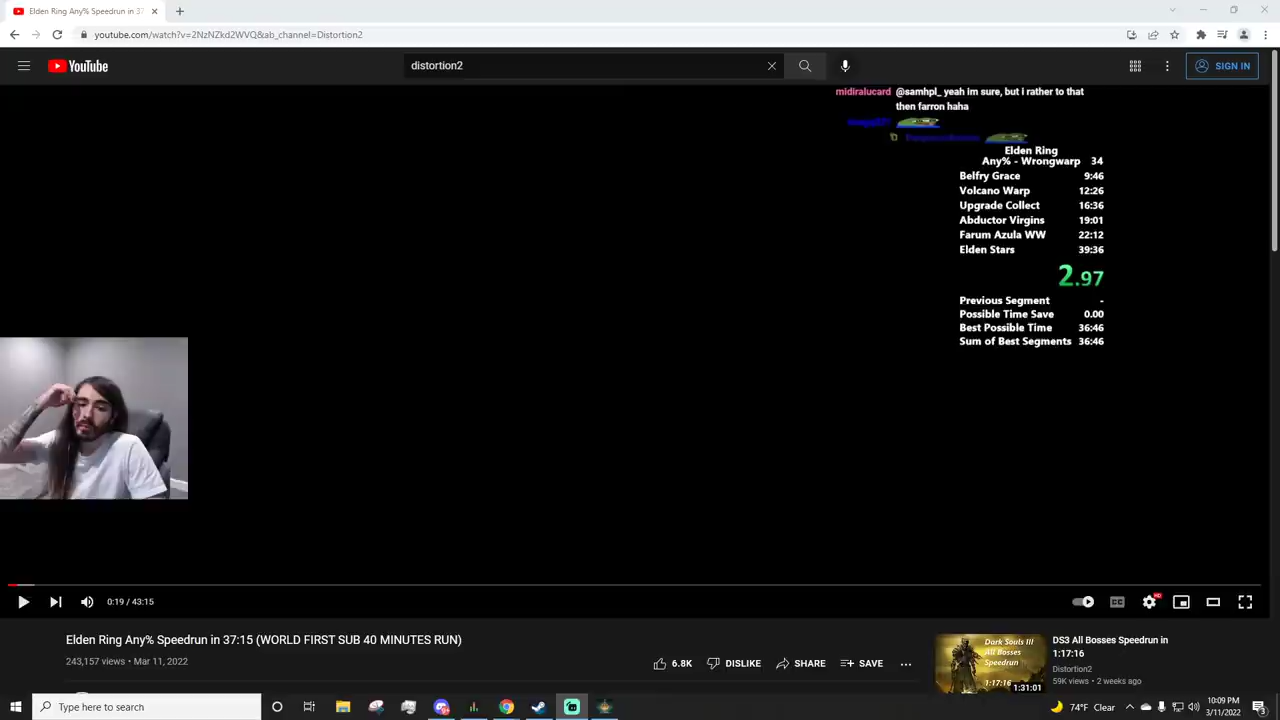 Elden Ring Any% Speedrun in 37
youtube.com/watch?v=2NzNZkd2WVQ&ab_channel=Distortion2
YouTube
distortion2
SIGN IN
midiralucard @samhpl_ yeah im sure, but i rather to that
then farron haha
Elden Ring
Any% - Wrongwarp 34
Belfry Grace 9:46
Volcano Warp 12:26
Upgrade Collect 16:36
Abductor Virgins 19:01
Farum Azula WW 22:12
Elden Stars 39:36
2.97
Previous Segment -
Possible Time Save 0.00
Best Possible Time 36:46
Sum of Best Segments 36:46
0:19 / 43:15
CC
HD
Elden Ring Any% Speedrun in 37:15 (WORLD FIRST SUB 40 MINUTES RUN)
243,157 views • Mar 11, 2022
6.8K
DISLIKE
SHARE
SAVE
Dark Souls III
All Bosses
Speedrun
1:17:16
1:31:01
DS3 All Bosses Speedrun in
1:17:16
Distortion2
59K views • 2 weeks ago
Type here to search
74°F Clear
10:09 PM
3/11/2022
3